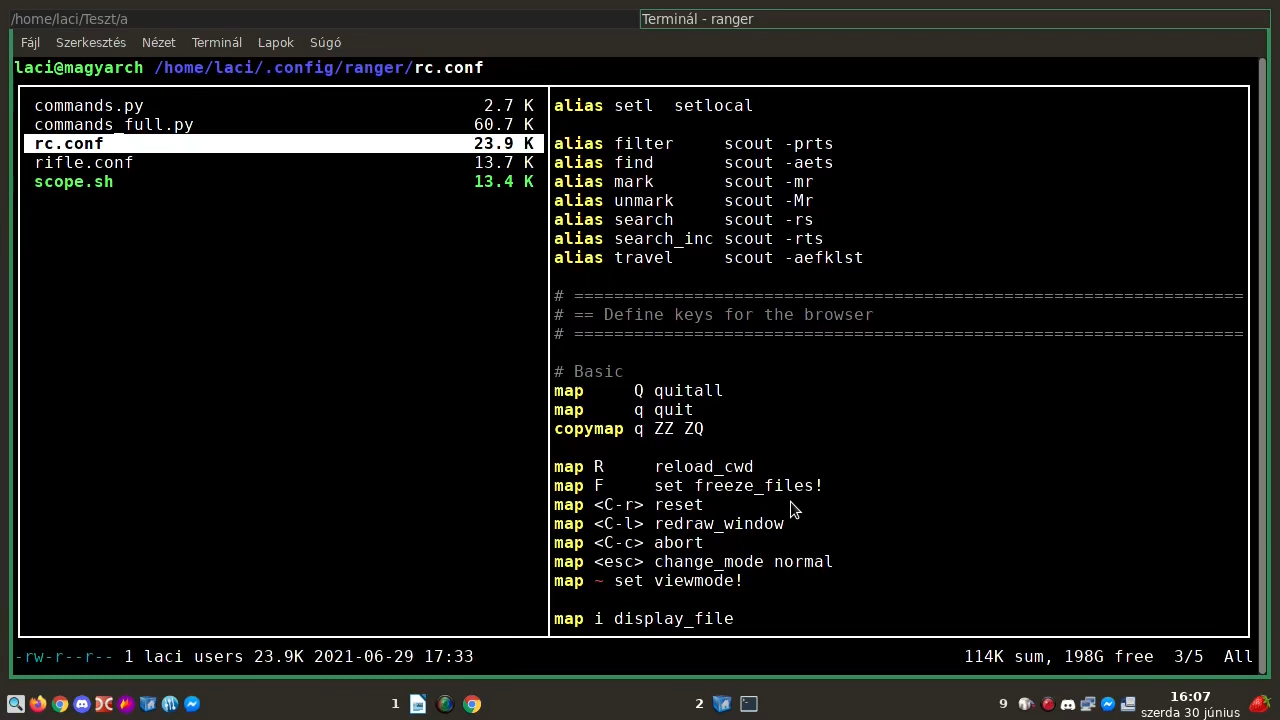 /home/laci/Teszt/a
Terminál - ranger
Fájl Szerkesztés Nézet Terminál Lapok Súgó
laci@magyarch /home/laci/.config/ranger/rc.conf
commands.py 2.7 K
commands_full.py 60.7 K
rc.conf 23.9 K
rifle.conf 13.7 K
scope.sh 13.4 K
alias setl  setlocal
alias filter     scout -prts
alias find       scout -aets
alias mark       scout -mr
alias unmark     scout -Mr
alias search     scout -rs
alias search_inc scout -rts
alias travel     scout -aefklst
# ===================================================================
# == Define keys for the browser
# ===================================================================
# Basic
map     Q quitall
map     q quit
copymap q ZZ ZQ
map R     reload_cwd
map F     set freeze_files!
map <C-r> reset
map <C-l> redraw_window
map <C-c> abort
map <esc> change_mode normal
map ~ set viewmode!
map i display_file
-rw-r--r-- 1 laci users 23.9K 2021-06-29 17:33 114K sum, 198G free 3/5 All
1 2 9 16:07
szerda 30 június